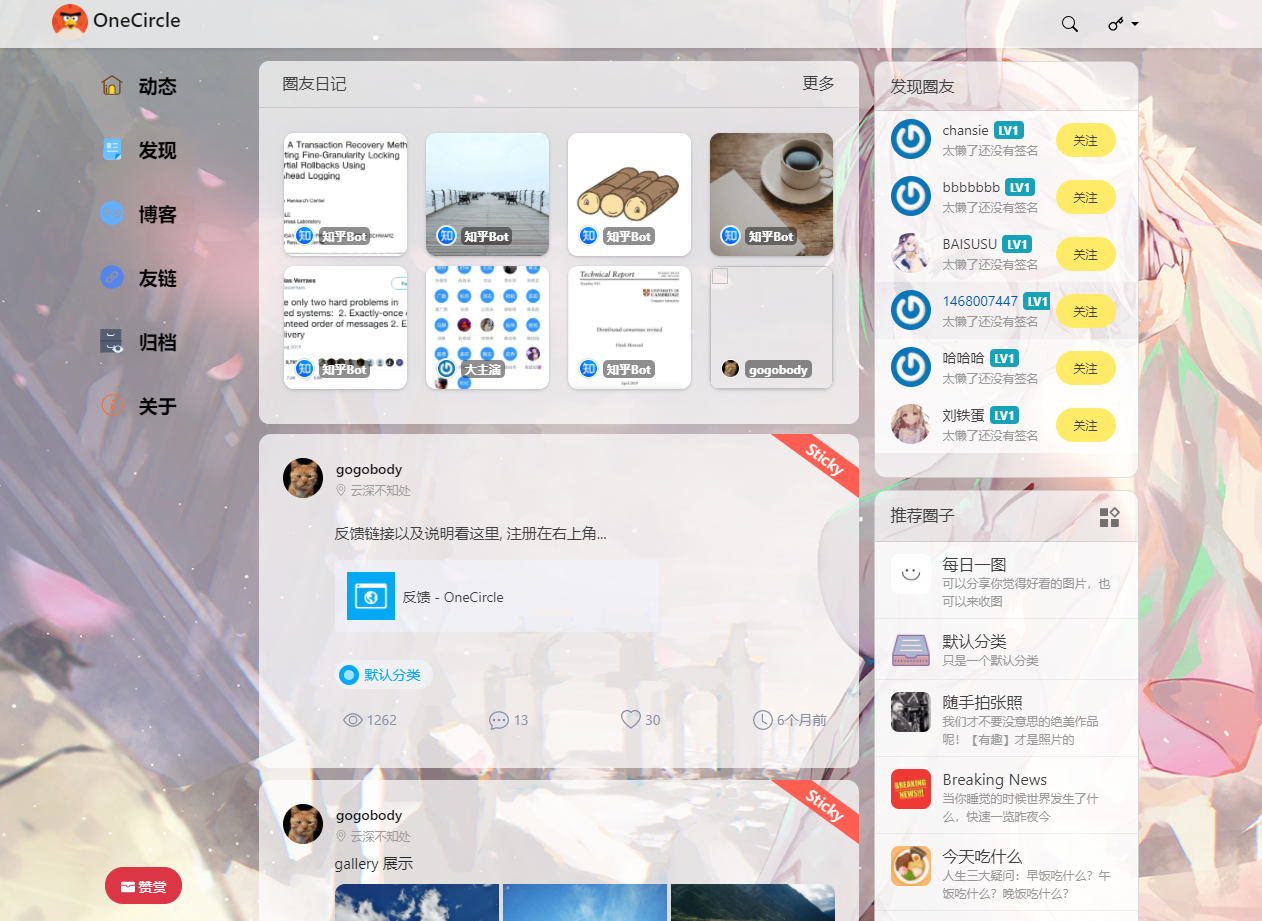 OneCircle
动态
发现
博客
友链
归档
关于
赞赏
圈友日记
更多
A Transaction Recovery Meth
ting Fine-Granularity Locking
rtial Rollbacks Using
Ahead Logging
知乎Bot
知乎Bot
知乎Bot
知乎Bot
e only two hard problems in
ed systems: 2. Exactly-once
nteed order of messages 2. E
livery
知乎Bot
大主演
Technical Report
UNIVERSITY OF
CAMBRIDGE
Distributed consensus revised
Heidi Howard
April 2019
知乎Bot
gogobody
Sticky
gogobody
云深不知处
反馈链接以及说明看这里, 注册在右上角...
反馈 - OneCircle
默认分类
1262
13
30
6个月前
Sticky
gogobody
云深不知处
gallery 展示
发现圈友
chansie LV1
太懒了还没有签名
关注
bbbbbbb LV1
太懒了还没有签名
关注
BAISUSU LV1
太懒了还没有签名
关注
1468007447 LV1
太懒了还没有签名
关注
哈哈哈 LV1
太懒了还没有签名
关注
刘铁蛋 LV1
太懒了还没有签名
关注
推荐圈子
每日一图
可以分享你觉得好看的图片，也
可以来收图
默认分类
只是一个默认分类
随手拍张照
我们才不要没意思的绝美作品
呢！【有趣】才是照片的
BREAKING
NEWS!!!
Breaking News
当你睡觉的时候世界发生了什
么，快速一览昨夜今
今天吃什么
人生三大疑问：早饭吃什么？午
饭吃什么？晚饭吃什么？